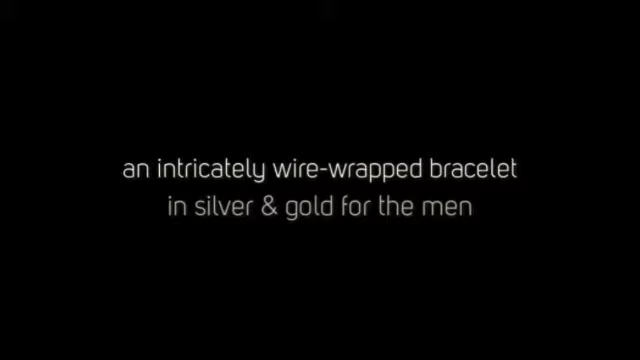 an intricately wire-wrapped bracelet
in silver & gold for the men